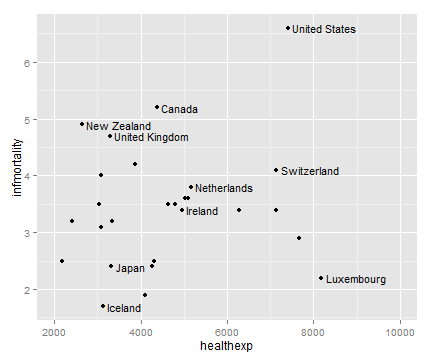 United States
6
Canada
5
New Zealand
United Kingdom
infmortality
4
Switzerland
Netherlands
Ireland
3
Japan
Luxembourg
2
Iceland
2000 4000 6000 8000 10000
healthexp